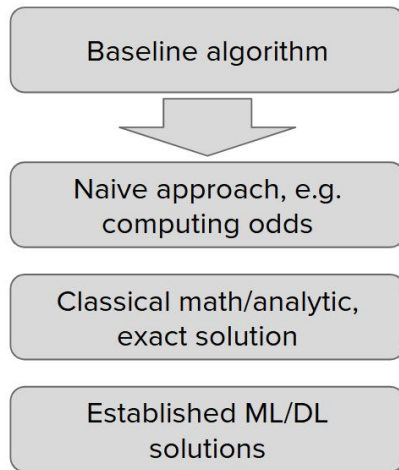 Baseline algorithm
Naive approach, e.g.
computing odds
Classical math/analytic,
exact solution
Established ML/DL
solutions